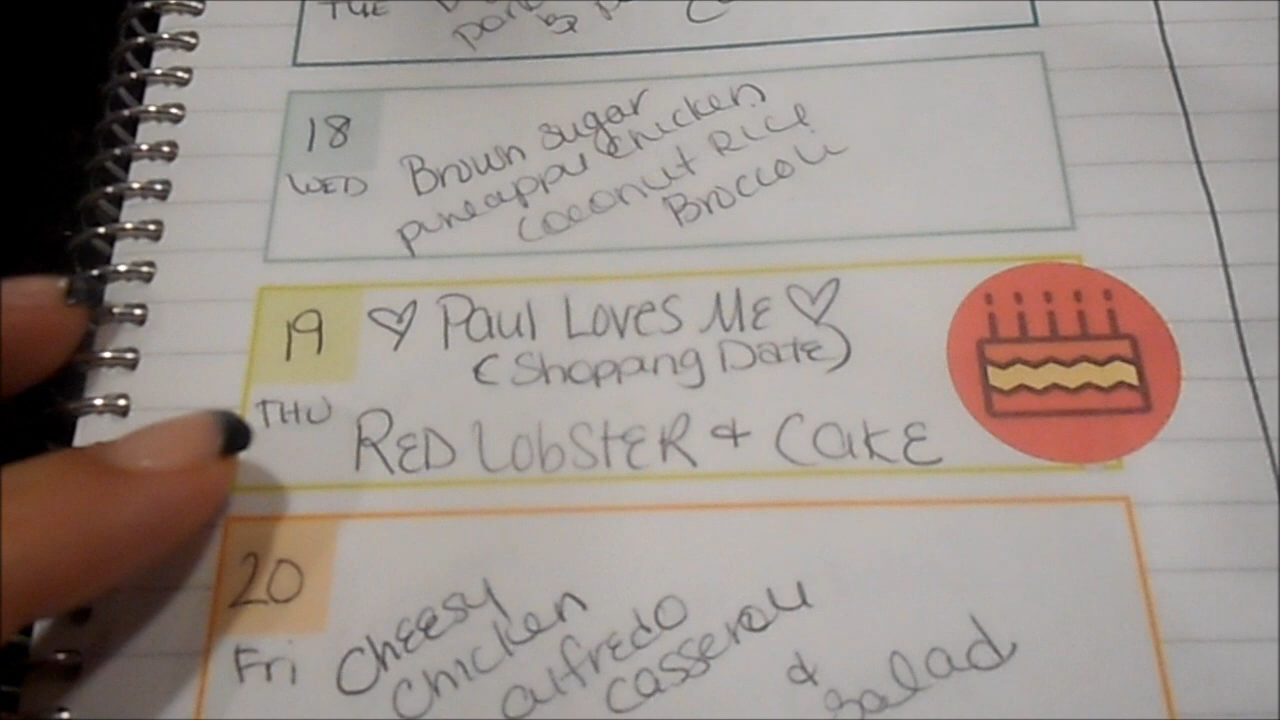 TUE
&
18
WED
Brown sugar
pineapple chicken
coconut Rice
Broccoli
19
THU
♡ Paul Loves Me ♡
(Shopping Date)
RED LobStER + CakE
20
Fri
Cheesy
Chicken
alfredo
casserole
&
Salad